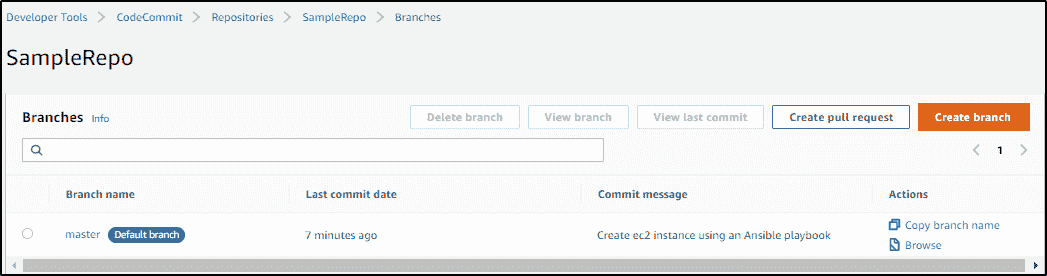 Developer Tools > CodeCommit > Repositories > SampleRepo > Branches
SampleRepo
Branches Info Delete branch View branch View last commit Create pull request Create branch
1
Branch name Last commit date Commit message Actions
master Default branch 7 minutes ago Create ec2 instance using an Ansible playbook Copy branch name
Browse